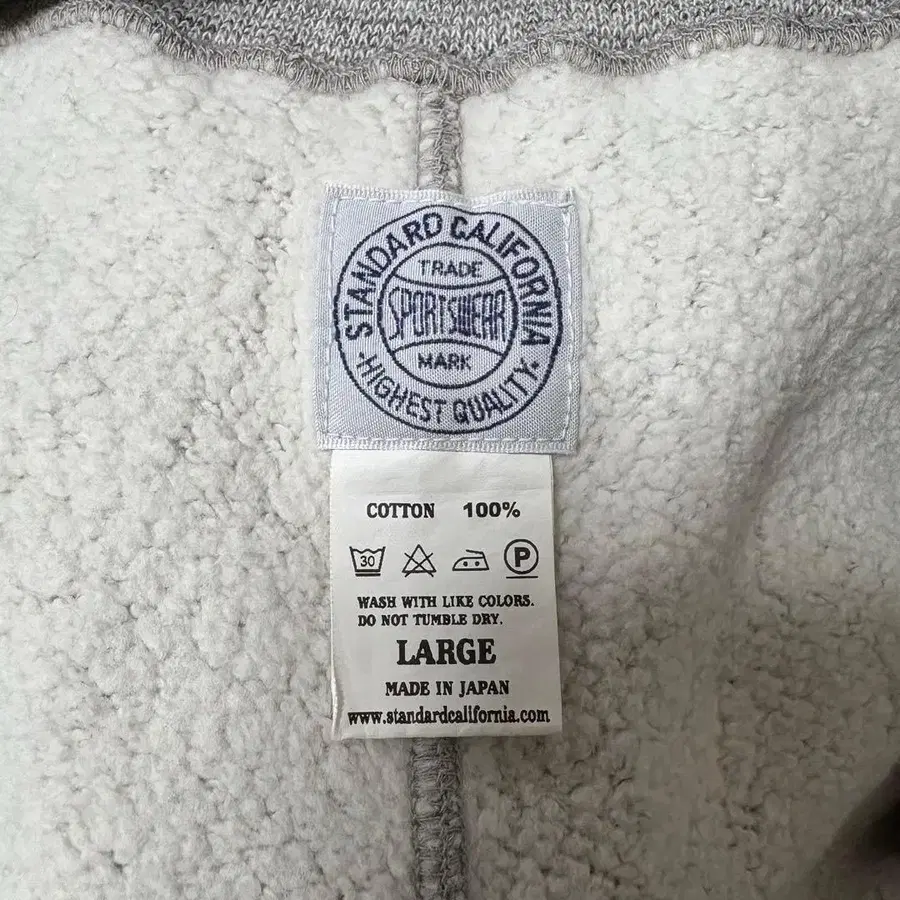 STANDARD CALIFORNIA
TRADE
SPORTSWEAR
MARK
·HIGHEST QUALITY·
COTTON 100%
30 P
WASH WITH LIKE COLORS.
DO NOT TUMBLE DRY.
LARGE
MADE IN JAPAN
www.standardcalifornia.com